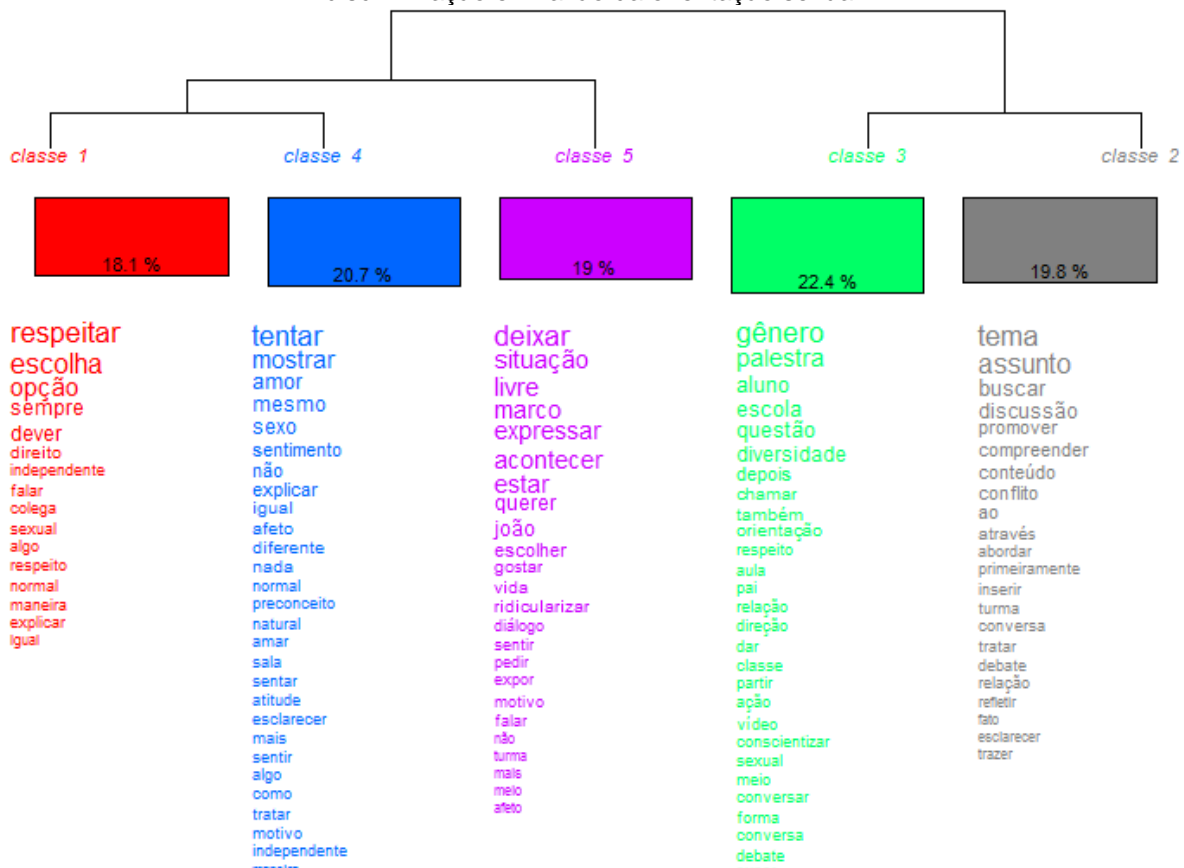 classe 1
classe 4
classe 5
classe 3
classe 2
18.1 %
20.7 %
19 %
22.4 %
19.8 %
respeitar
escolha
opção
sempre
dever
direito
independente
falar
colega
sexual
algo
respeito
normal
maneira
explicar
igual
tentar
mostrar
amor
mesmo
sexo
sentimento
não
explicar
igual
afeto
diferente
nada
normal
preconceito
natural
amar
sala
sentar
atitude
esclarecer
mais
sentir
algo
como
tratar
motivo
independente
deixar
situação
livre
marco
expressar
acontecer
estar
querer
joão
escolher
gostar
vida
ridicularizar
diálogo
sentir
pedir
expor
motivo
falar
não
turma
mais
meio
afeto
gênero
palestra
aluno
escola
questão
diversidade
depois
chamar
também
orientação
respeito
aula
pai
relação
direção
dar
classe
partir
ação
vídeo
conscientizar
sexual
meio
conversar
forma
conversa
debate
tema
assunto
buscar
discussão
promover
compreender
conteúdo
conflito
ao
através
abordar
primeiramente
inserir
turma
conversa
tratar
debate
relação
refletir
fato
esclarecer
trazer